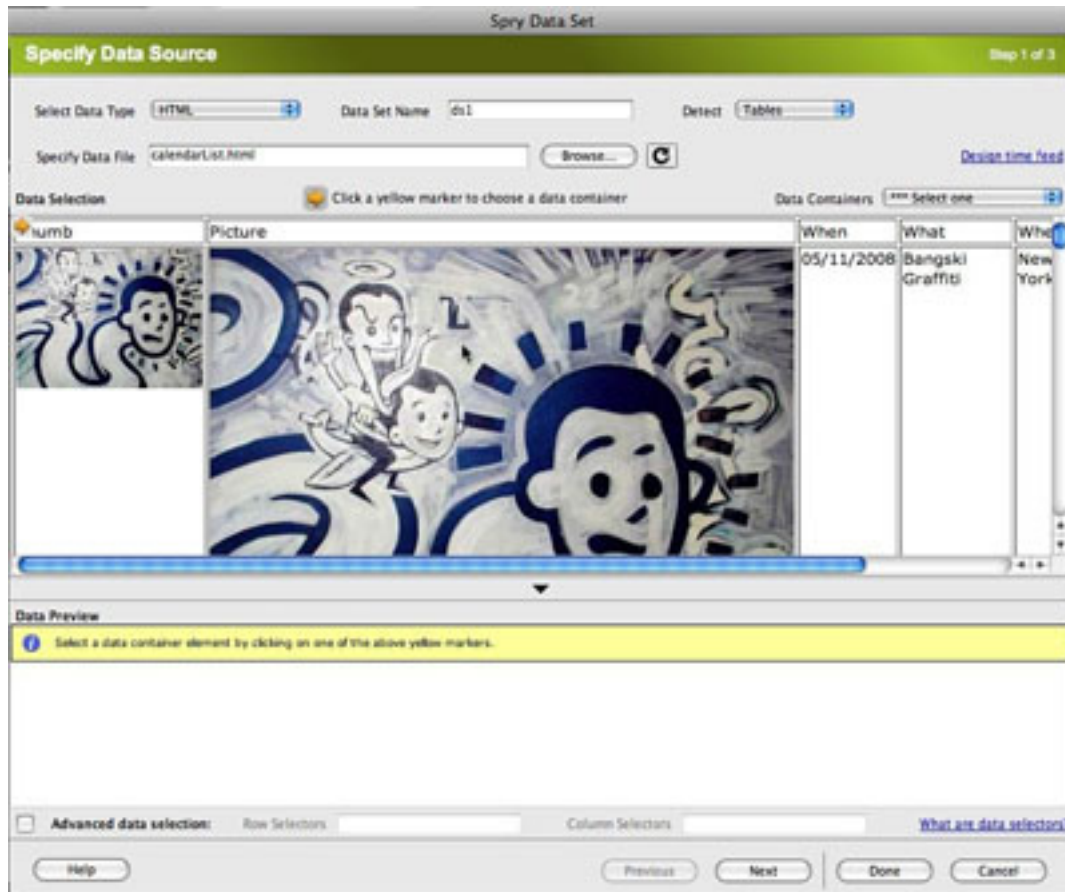 Spry Data Set
Specify Data Source
Step 1 of 3
Select Data Type
HTML
Data Set Name
ds1
Detect
Tables
Specify Data File
calendarList.html
Browse...
Design time feed
Data Selection
Click a yellow marker to choose a data container
Data Containers
*** Select one
humb
Picture
When
What
Whe
05/11/2008
Bangski
Graffiti
New
York
Data Preview
Select a data container element by clicking on one of the above yellow markers.
Advanced data selection:
Row Selectors
Column Selectors
What are data selectors?
Help
Previous
Next
Done
Cancel